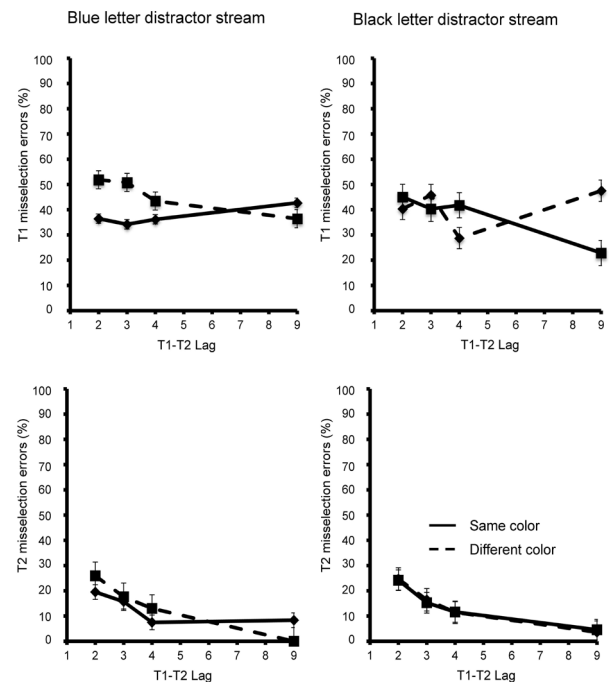 Blue letter distractor stream
Black letter distractor stream
T1 misselection errors (%)
100
90
80
70
60
50
40
30
20
10
0
1 2 3 4 5 6 7 8 9
T1-T2 Lag
T1 misselection errors (%)
100
90
80
70
60
50
40
30
20
10
0
1 2 3 4 5 6 7 8 9
T1-T2 Lag
T2 misselection errors (%)
100
90
80
70
60
50
40
30
20
10
0
1 2 3 4 5 6 7 8 9
T1-T2 Lag
T2 misselection errors (%)
100
90
80
70
60
50
40
30
20
10
0
1 2 3 4 5 6 7 8 9
T1-T2 Lag
Same color
Different color